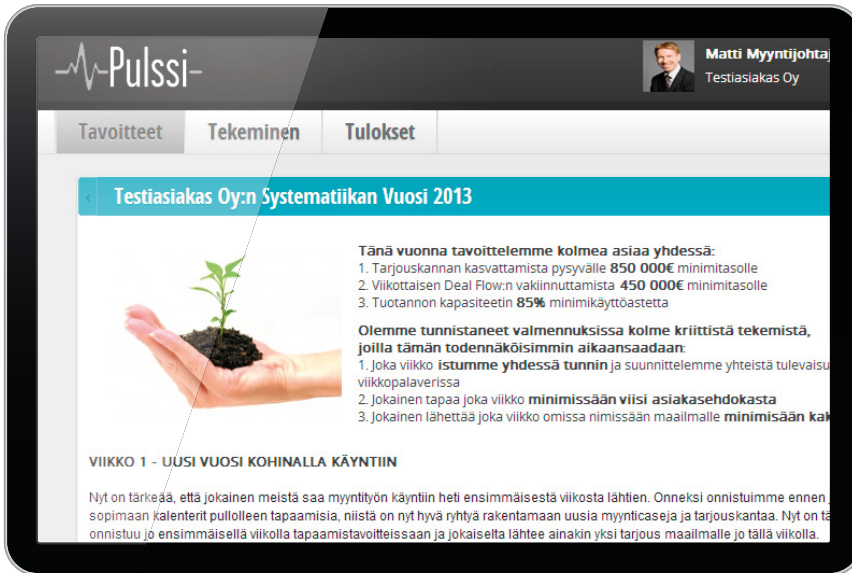 Pulssi
Matti Myyntijohtaj
Testiasiakas Oy
Tavoitteet Tekeminen Tulokset
Testiasiakas Oy:n Systematiikan Vuosi 2013
Tänä vuonna tavoittelemme kolmea asiaa yhdessä:
1. Tarjouskannan kasvattamista pysyvälle 850 000€ minimitasolle
2. Viikottaisen Deal Flow:n vakiinnuttamista 450 000€ minimitasolle
3. Tuotannon kapasiteetin 85% minimikäyttöastetta
Olemme tunnistaneet valmennuksissa kolme kriittistä tekemistä,
joilla tämän todennäköisimmin aikaansaadaan:
1. Joka viikko istumme yhdessä tunnin ja suunnittelemme yhteistä tulevaisu
viikkopalaverissa
2. Jokainen tapaa joka viikko minimissään viisi asiakasehdokasta
3. Jokainen lähettää joka viikko omissa nimissään maailmalle minimisään kak
VIIKKO 1 - UUSI VUOSI KOHINALLA KÄYNTIIN
Nyt on tärkeää, että jokainen meistä saa myyntityön käyntiin heti ensimmäisestä viikosta lähtien. Onneksi onnistuimme ennen
sopimaan kalenterit pullolleen tapaamisia, niistä on nyt hyvä ryhtyä rakentamaan uusia myynticaseja ja tarjouskantaa. Nyt on tä
onnistuu jo ensimmäisellä viikolla tapaamistavoitteissaan ja jokaiselta lähtee ainakin yksi tarjous maailmalle jo tällä viikolla.